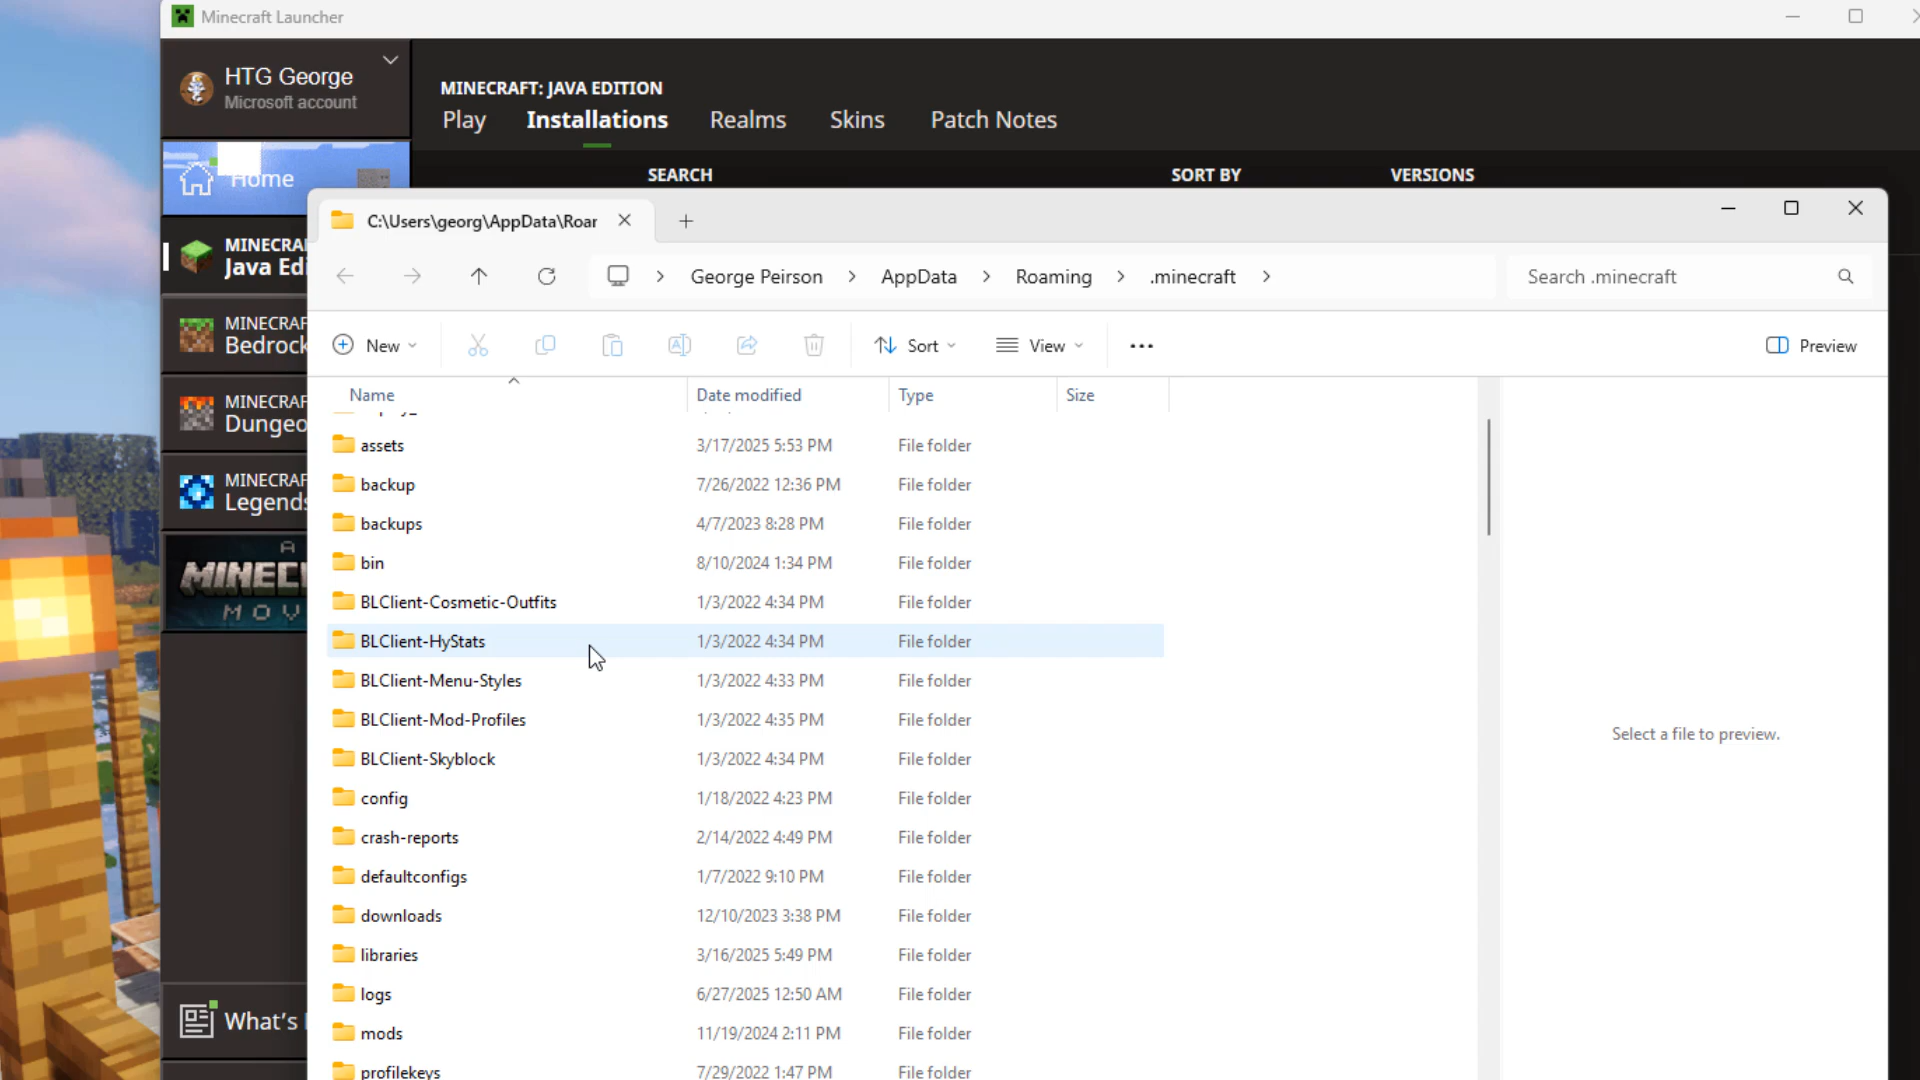 Minecraft Launcher
HTG George
Microsoft account
MINECRAFT: JAVA EDITION
Play Installations Realms Skins Patch Notes
SEARCH SORT BY VERSIONS
Home
MINECRA
Java Edi
MINECRAF
Bedrock
MINECRAF
Dungeo
MINECRAF
Legends
A
MINEC
MOV
What's
C:\Users\georg\AppData\Roar
George Peirson AppData Roaming .minecraft
Search .minecraft
New Sort View Preview
Name Date modified Type Size
assets 3/17/2025 5:53 PM File folder
backup 7/26/2022 12:36 PM File folder
backups 4/7/2023 8:28 PM File folder
bin 8/10/2024 1:34 PM File folder
BLClient-Cosmetic-Outfits 1/3/2022 4:34 PM File folder
BLClient-HyStats 1/3/2022 4:34 PM File folder
BLClient-Menu-Styles 1/3/2022 4:33 PM File folder
BLClient-Mod-Profiles 1/3/2022 4:35 PM File folder
BLClient-Skyblock 1/3/2022 4:34 PM File folder
config 1/18/2022 4:23 PM File folder
crash-reports 2/14/2022 4:49 PM File folder
defaultconfigs 1/7/2022 9:10 PM File folder
downloads 12/10/2023 3:38 PM File folder
libraries 3/16/2025 5:49 PM File folder
logs 6/27/2025 12:50 AM File folder
mods 11/19/2024 2:11 PM File folder
profilekeys 7/29/2022 1:47 PM File folder
Select a file to preview.